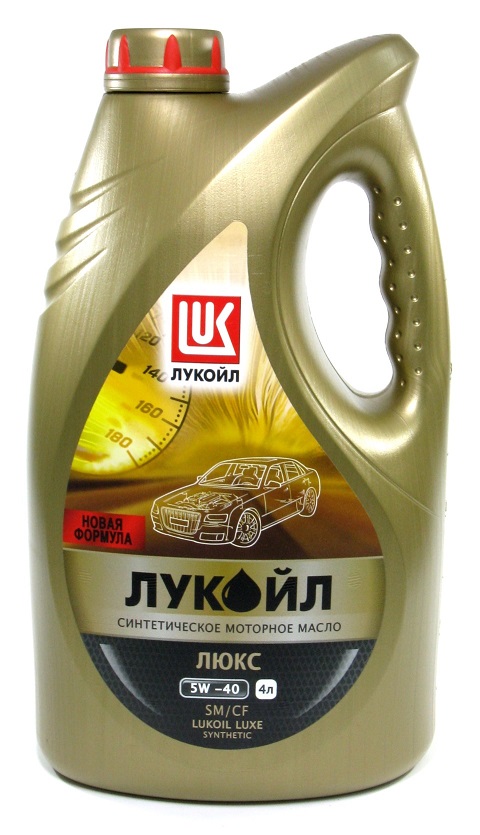 LUK
ЛУКОЙЛ
120
140
160
180
НОВАЯ
ФОРМУЛА
ЛУКОЙЛ
СИНТЕТИЧЕСКОЕ МОТОРНОЕ МАСЛО
ЛЮКС
5W –40 4л
SM/CF
LUKOIL LUXE
SYNTHETIC